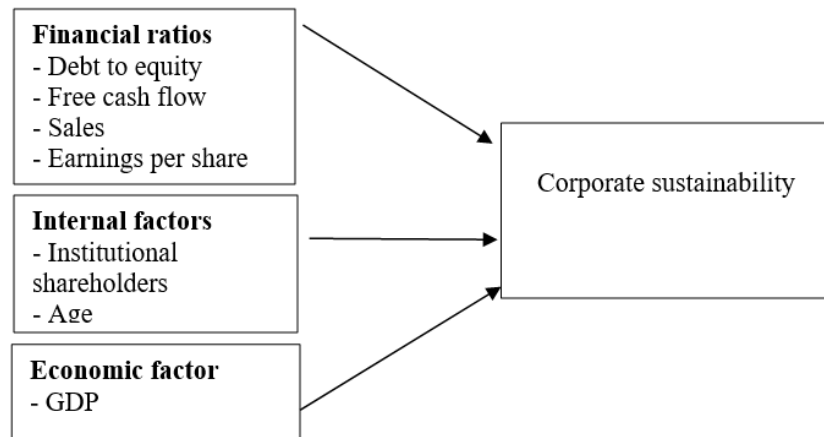 Financial ratios
- Debt to equity
- Free cash flow
- Sales
- Earnings per share
Internal factors
- Institutional
shareholders
- Age
Economic factor
- GDP
Corporate sustainability